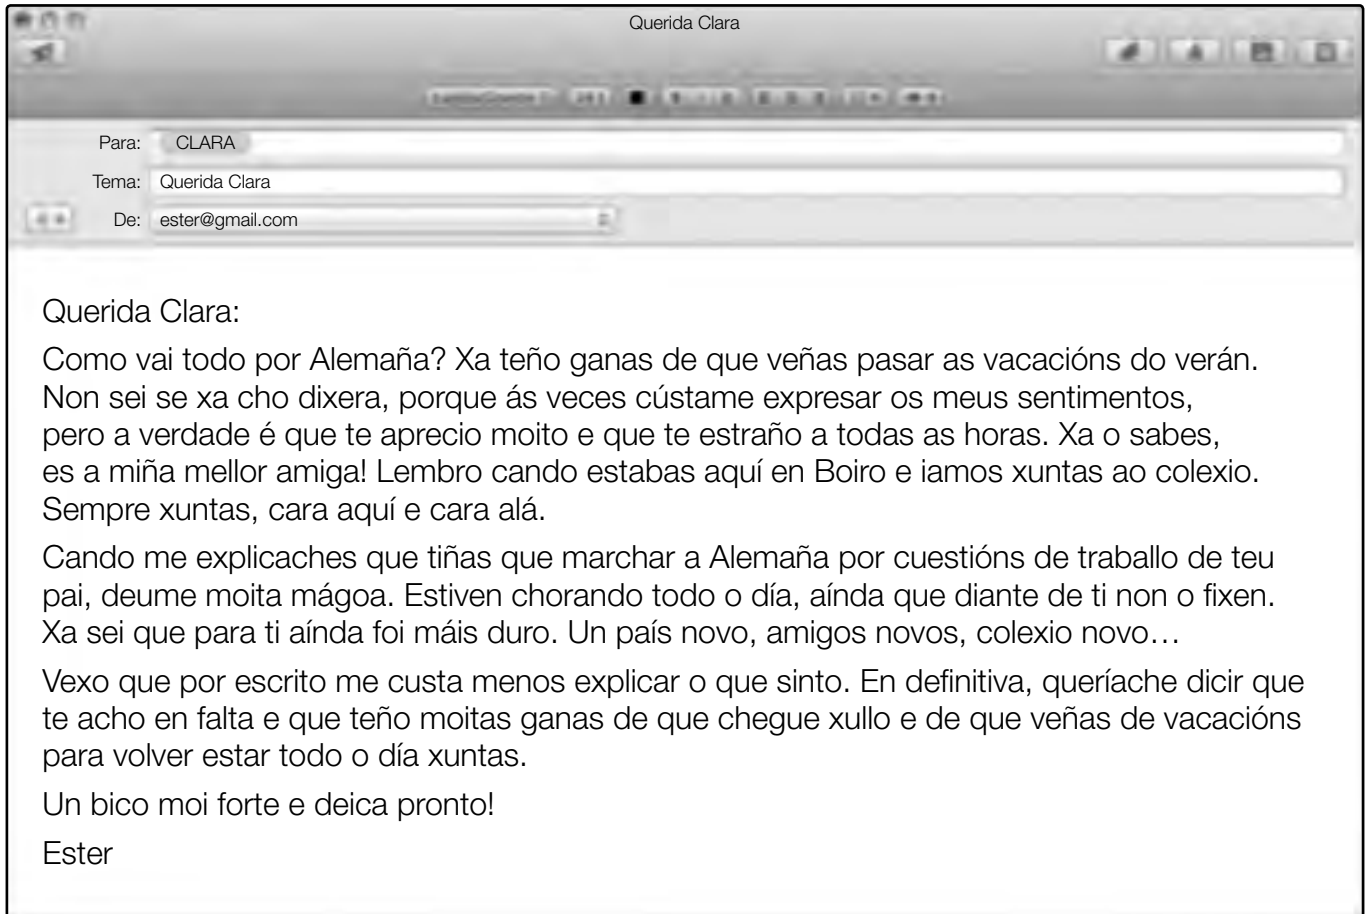 Querida Clara
Para: CLARA
Tema: Querida Clara
De: ester@gmail.com
Querida Clara:
Como vai todo por Alemaña? Xa teño ganas de que veñas pasar as vacacións do verán.
Non sei se xa cho dixera, porque ás veces cústame expresar os meus sentimentos,
pero a verdade é que te aprecio moito e que te estraño a todas as horas. Xa o sabes,
es a miña mellor amiga! Lembro cando estabas aquí en Boiro e iamos xuntas ao colexio.
Sempre xuntas, cara aquí e cara alá.
Cando me explicaches que tiñas que marchar a Alemaña por cuestións de traballo de teu
pai, deume moita mágoa. Estiven chorando todo o día, aínda que diante de ti non o fixen.
Xa sei que para ti aínda foi máis duro. Un país novo, amigos novos, colexio novo…
Vexo que por escrito me custa menos explicar o que sinto. En definitiva, queríache dicir que
te acho en falta e que teño moitas ganas de que chegue xullo e de que veñas de vacacións
para volver estar todo o día xuntas.
Un bico moi forte e deica pronto!
Ester